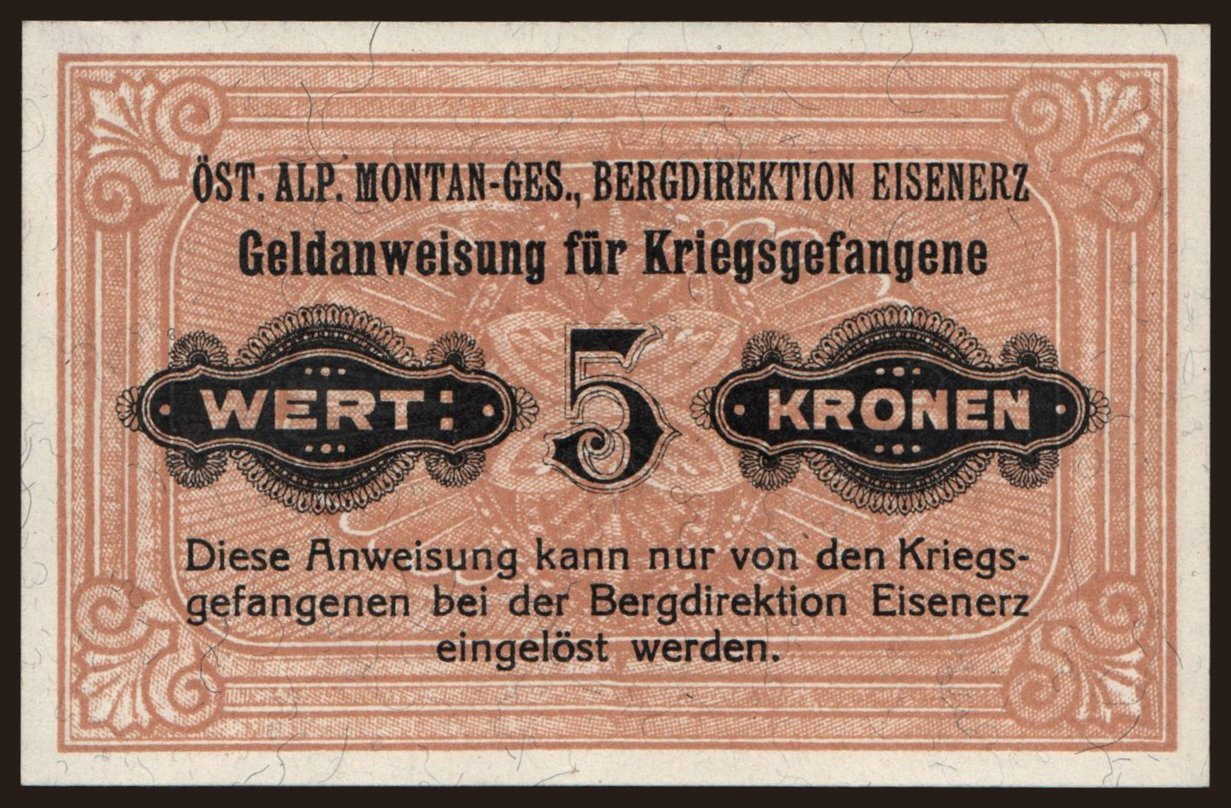 ÖST. ALP. MONTAN-GES., BERGDIREKTION EISENERZ
Geldanweisung für Kriegsgefangene
WERT: 5 KRONEN
Diese Anweisung kann nur von den Kriegs-
gefangenen bei der Bergdirektion Eisenerz
eingelöst werden.